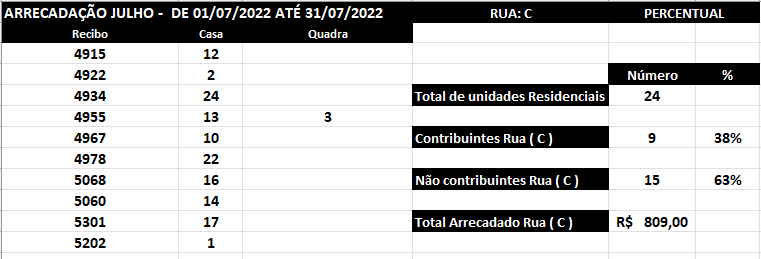 ARRECADAÇÃO JULHO - DE 01/07/2022 ATÉ 31/07/2022 RUA: C PERCENTUAL
Recibo Casa Quadra
4915 12
4922 2 Número %
4934 24 Total de unidades Residenciais 24
4955 13 3
4967 10 Contribuintes Rua ( C ) 9 38%
4978 22
5068 16 Não contribuintes Rua ( C ) 15 63%
5060 14
5301 17 Total Arrecadado Rua ( C ) R$ 809,00
5202 1